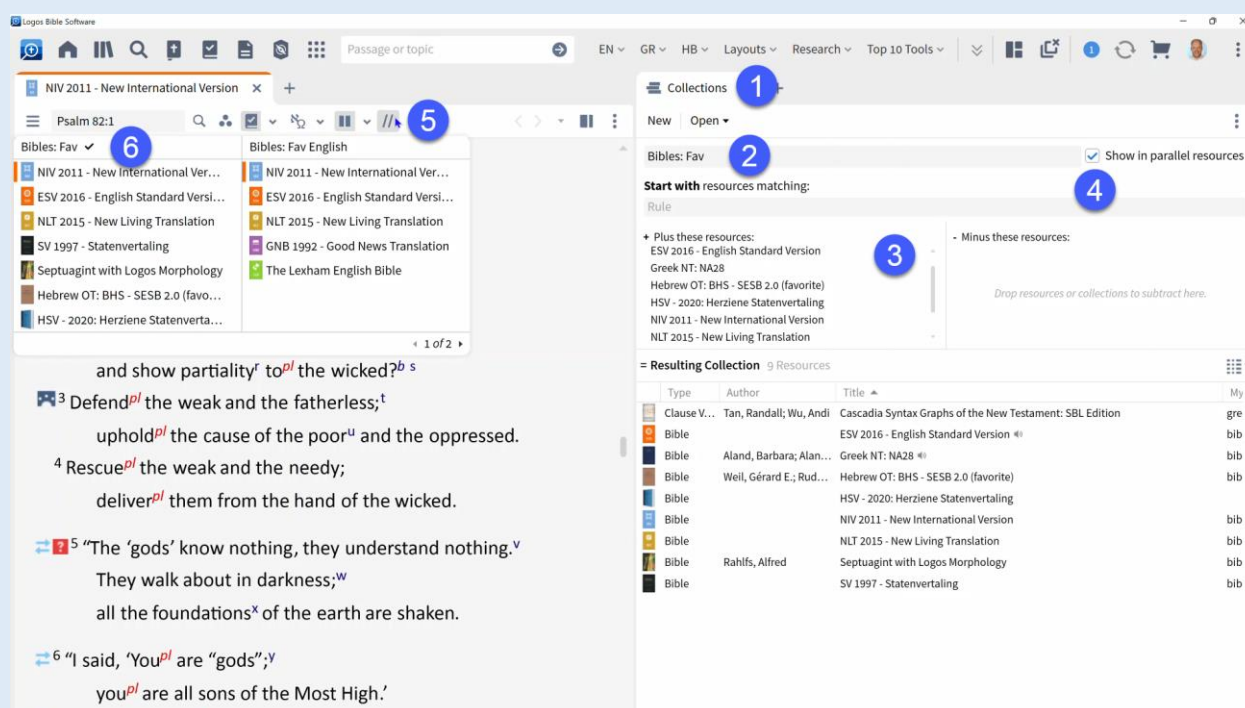 Logos Bible Software
Passage or topic
EN GR HB Layouts Research Top 10 Tools
1
NIV 2011 - New International Version
Psalm 82:1
5
Bibles: Fav
6
NIV 2011 - New International Ver...
ESV 2016 - English Standard Versi...
NLT 2015 - New Living Translation
SV 1997 - Statenvertaling
Septuagint with Logos Morphology
Hebrew OT: BHS - SESB 2.0 (favo...
HSV - 2020: Herziene Statenverta...
Bibles: Fav English
NIV 2011 - New International Ver...
ESV 2016 - English Standard Versi...
NLT 2015 - New Living Translation
GNB 1992 - Good News Translation
The Lexham English Bible
1 of 2
and show partiality r to pl the wicked? b s
3 Defend pl the weak and the fatherless; t
uphold pl the cause of the poor u and the oppressed.
4 Rescue pl the weak and the needy;
deliver pl them from the hand of the wicked.
? 5 “The ‘gods’ know nothing, they understand nothing. v
They walk about in darkness; w
all the foundations x of the earth are shaken.
6 “I said, ‘You pl are “gods”; y
you pl are all sons of the Most High.’
Collections
1
New Open
Bibles: Fav
2
Show in parallel resources
4
Start with resources matching:
Rule
+ Plus these resources:
ESV 2016 - English Standard Version
Greek NT: NA28
Hebrew OT: BHS - SESB 2.0 (favorite)
HSV - 2020: Herziene Statenvertaling
NIV 2011 - New International Version
NLT 2015 - New Living Translation
3
- Minus these resources:
Drop resources or collections to subtract here.
= Resulting Collection 9 Resources
Type Author Title My
Clause V... Tan, Randall; Wu, Andi Cascadia Syntax Graphs of the New Testament: SBL Edition gre
Bible ESV 2016 - English Standard Version bib
Bible Aland, Barbara; Alan... Greek NT: NA28 bib
Bible Weil, Gérard E.; Rud... Hebrew OT: BHS - SESB 2.0 (favorite) bib
Bible HSV - 2020: Herziene Statenvertaling
Bible NIV 2011 - New International Version bib
Bible NLT 2015 - New Living Translation bib
Bible Rahlfs, Alfred Septuagint with Logos Morphology bib
Bible SV 1997 - Statenvertaling bib